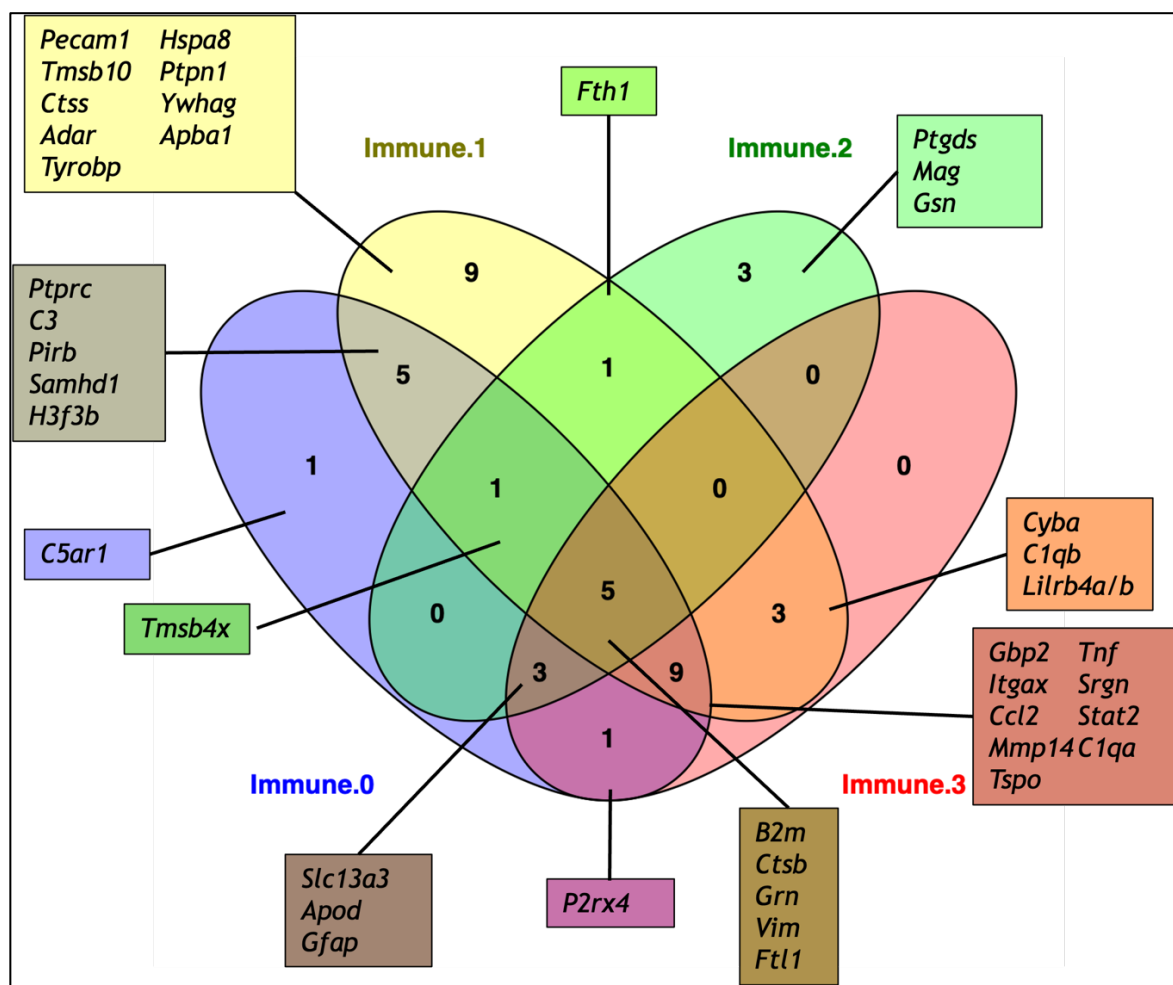 Pecam1 Hspa8
Tmsb10 Ptpn1
Ctss Ywhag
Adar Apba1
Tyrobp
Fth1
Immune.1
Immune.2
Ptgds
Mag
Gsn
9
3
Ptprc
C3
Pirb
Samhd1
H3f3b
5
1
0
1
1
0
0
C5ar1
Cyba
C1qb
Lilrb4a/b
Tmsb4x
0
5
3
3
9
Gbp2 Tnf
Itgax Srgn
Ccl2 Stat2
Mmp14 C1qa
Tspo
1
Immune.0
Immune.3
Slc13a3
Apod
Gfap
P2rx4
B2m
Ctsb
Grn
Vim
Ftl1